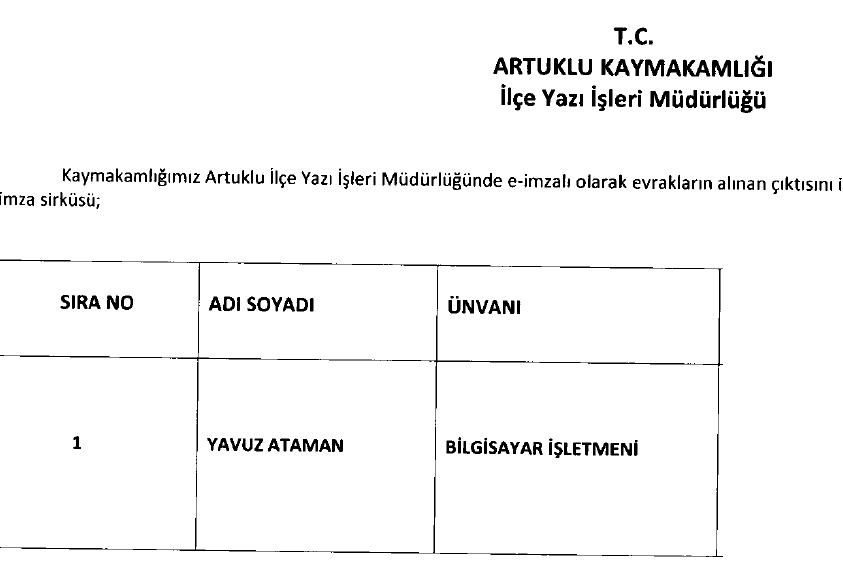 T.C.
ARTUKLU KAYMAKAMLIĞI
İlçe Yazı İşleri Müdürlüğü
Kaymakamlığımız Artuklu İlçe Yazı İşleri Müdürlüğünde e-imzalı olarak evrakların alınan çıktısını
imza sirküsü;
SIRA NO ADI SOYADI ÜNVANI
1 YAVUZ ATAMAN BİLGİSAYAR İŞLETMENİ